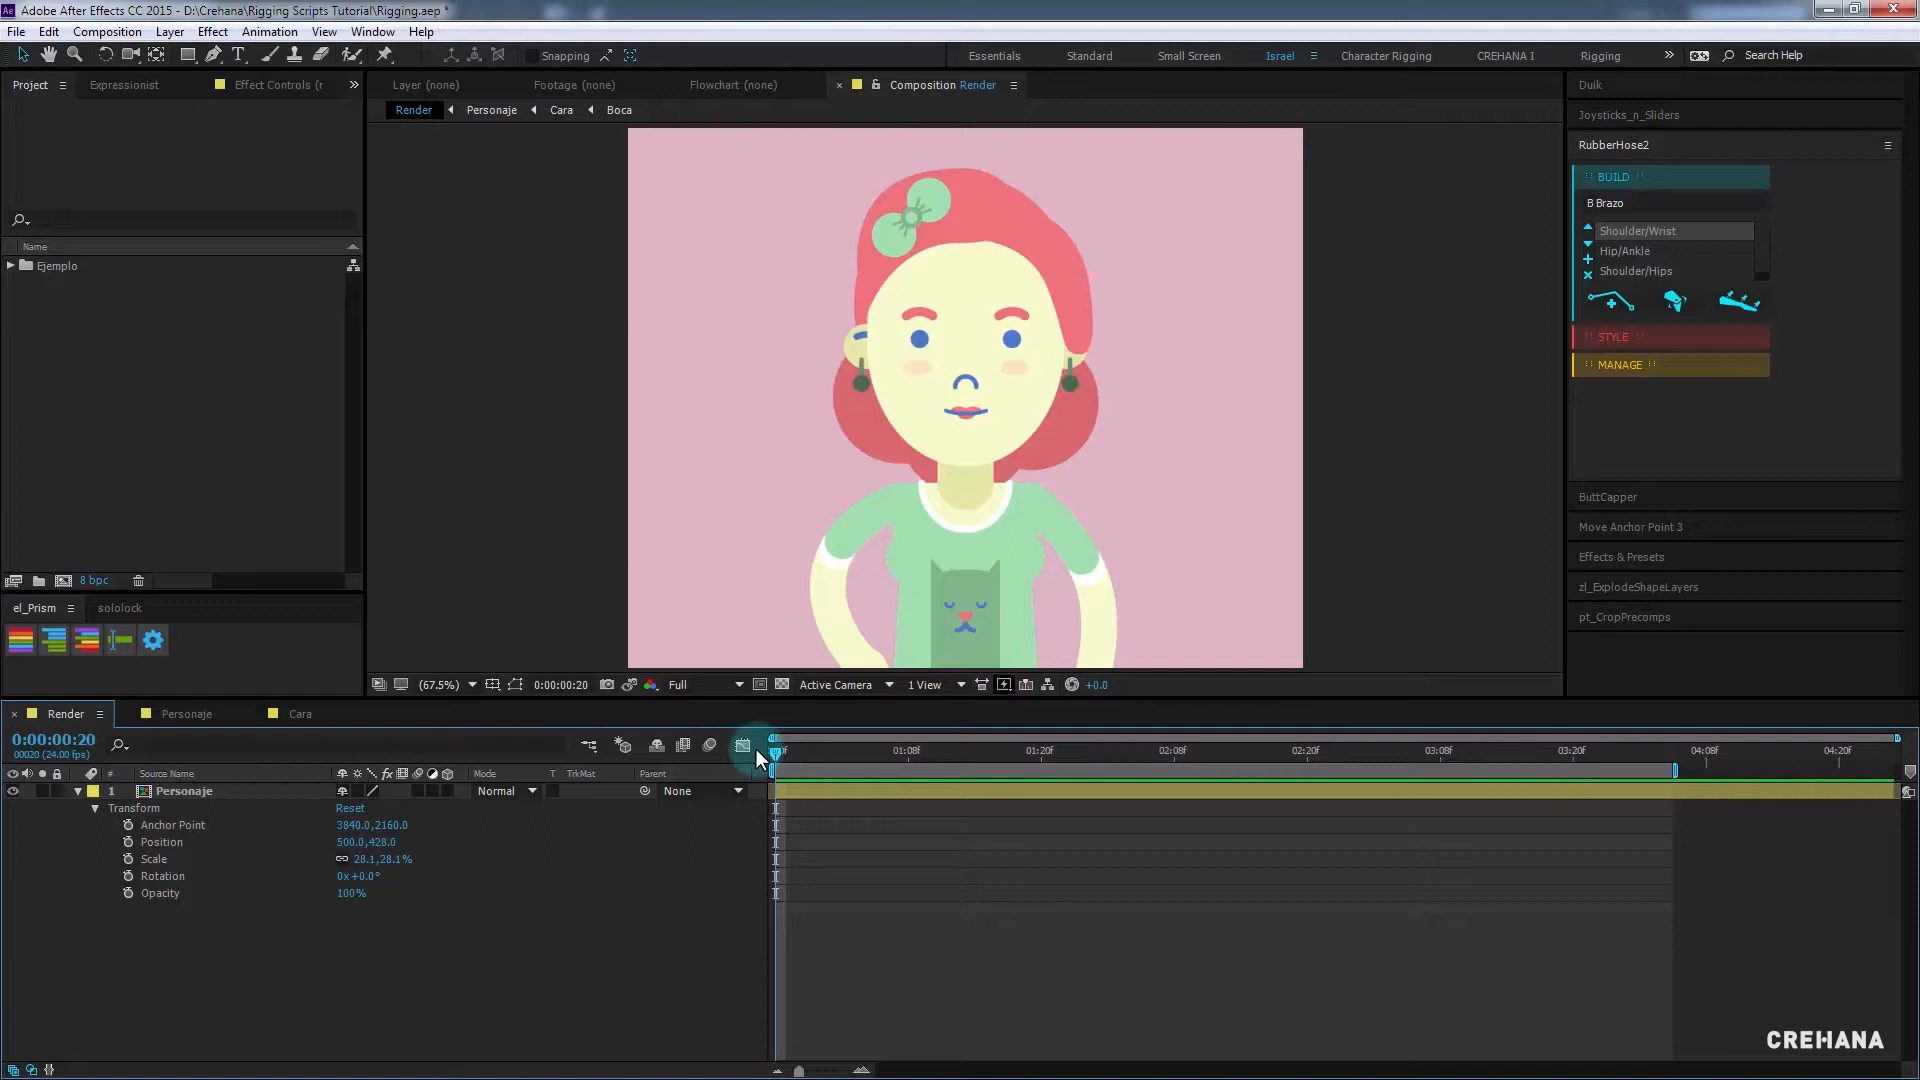 Adobe After Effects CC 2015 - D:\Crehana\Rigging Scripts Tutorial\Rigging.aep *
File Edit Composition Layer Effect Animation View Window Help
Snapping
Essentials Standard Small Screen Israel Character Rigging CREHANA I Rigging Search Help
Project Expressionist Effect Controls (r
Layer (none) Footage (none) Flowchart (none) Composition Render
Render Personaje Cara Boca
Name
Ejemplo
8 bpc
el_Prism sololock
(67.5%) 0:00:00:20 Full Active Camera 1 View +0.0
Duik
Joysticks_n_Sliders
RubberHose2
BUILD
B Brazo
Shoulder/Wrist
Hip/Ankle
Shoulder/Hips
STYLE
MANAGE
ButtCapper
Move Anchor Point 3
Effects & Presets
zl_ExplodeShapeLayers
pt_CropPrecomps
Render Personaje Cara
0:00:00:20
00020 (24.00 fps)
01:08f 01:20f 02:08f 02:20f 03:08f 03:20f 04:08f 04:20f
# Source Name Mode T TrkMat Parent
1 Personaje Normal None
Transform Reset
Anchor Point 3840.0,2160.0
Position 500.0,428.0
Scale 28.1,28.1%
Rotation 0x+0.0°
Opacity 100%
CREHANA